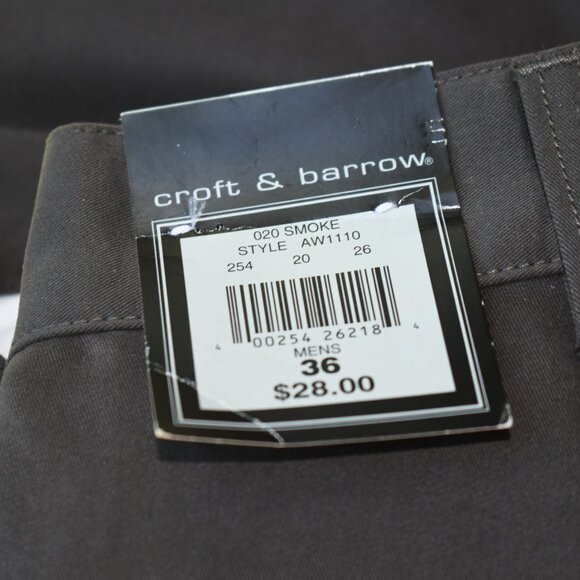 croft & barrow®
020 SMOKE
STYLE AW1110
254 20 26
4 00254 26218 4
MENS
36
$28.00